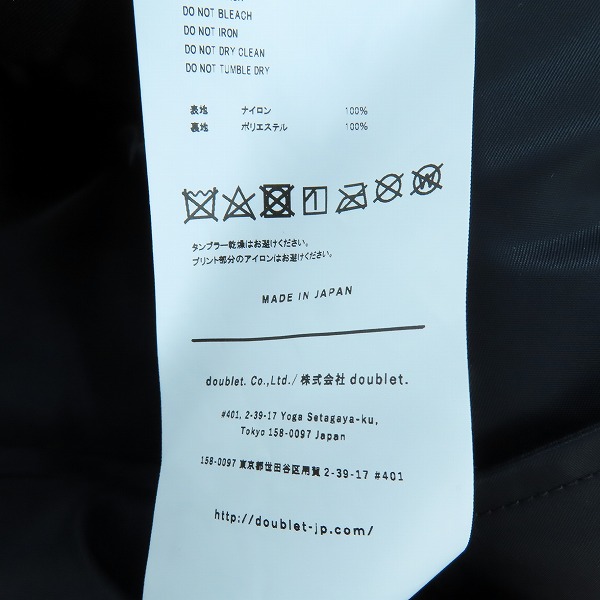 DO NOT BLEACH
DO NOT IRON
DO NOT DRY CLEAN
DO NOT TUMBLE DRY
表地 ナイロン 100%
裏地 ポリエステル 100%
W
タンブラー乾燥はお避けください。
プリント部分のアイロンはお避けください。
MADE IN JAPAN
doublet. Co.,Ltd./株式会社 doublet.
#401, 2-39-17 Yoga Setagaya-ku,
Tokyo 158-0097 Japan
158-0097 東京都世田谷区用賀 2-39-17 #401
http://doublet-jp.com/